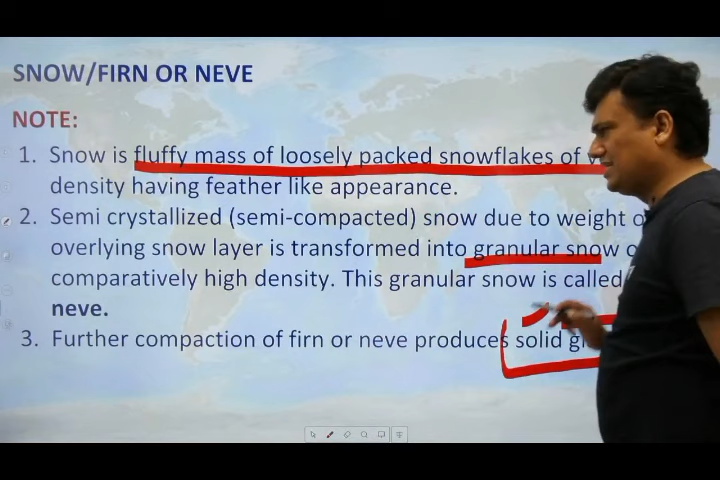 SNOW/FIRN OR NEVE
NOTE:
1. Snow is fluffy mass of loosely packed snowflakes of
density having feather like appearance.
2. Semi crystallized (semi-compacted) snow due to weight
overlying snow layer is transformed into granular snow
comparatively high density. This granular snow is called
neve.
3. Further compaction of firn or neve produces solid